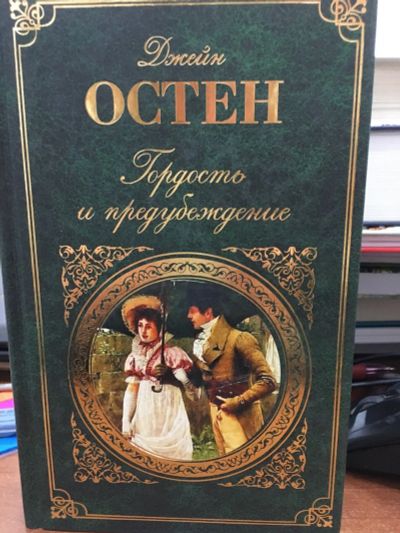 Джейн
ОСТЕН
Гордость
и предубеждение